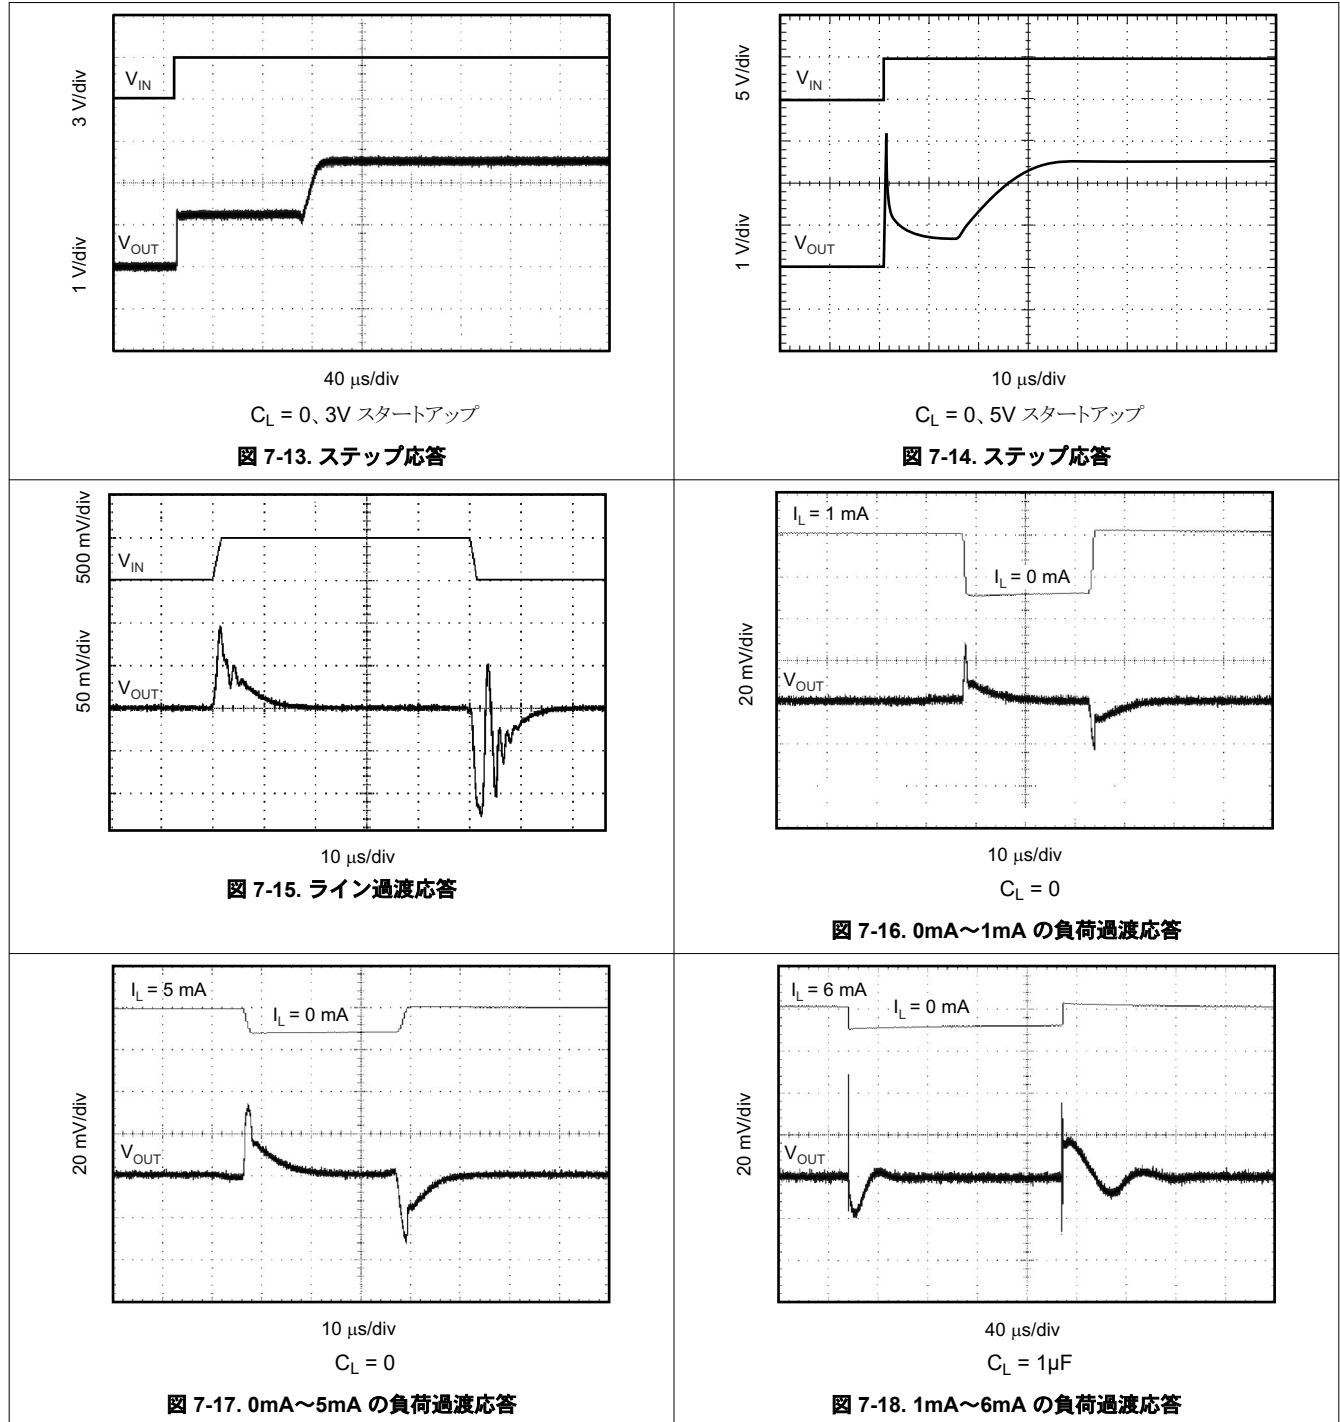 3 V/div
V_IN
1 V/div
V_OUT
40 μs/div
C_L = 0、3V スタートアップ
図 7-13. ステップ応答
5 V/div
V_IN
1 V/div
V_OUT
10 μs/div
C_L = 0、5V スタートアップ
図 7-14. ステップ応答
500 mV/div
V_IN
50 mV/div
V_OUT
10 μs/div
図 7-15. ライン過渡応答
I_L = 1 mA
I_L = 0 mA
20 mV/div
V_OUT
10 μs/div
C_L = 0
図 7-16. 0mA～1mA の負荷過渡応答
I_L = 5 mA
I_L = 0 mA
20 mV/div
V_OUT
10 μs/div
C_L = 0
図 7-17. 0mA～5mA の負荷過渡応答
I_L = 6 mA
I_L = 0 mA
20 mV/div
V_OUT
40 μs/div
C_L = 1μF
図 7-18. 1mA～6mA の負荷過渡応答